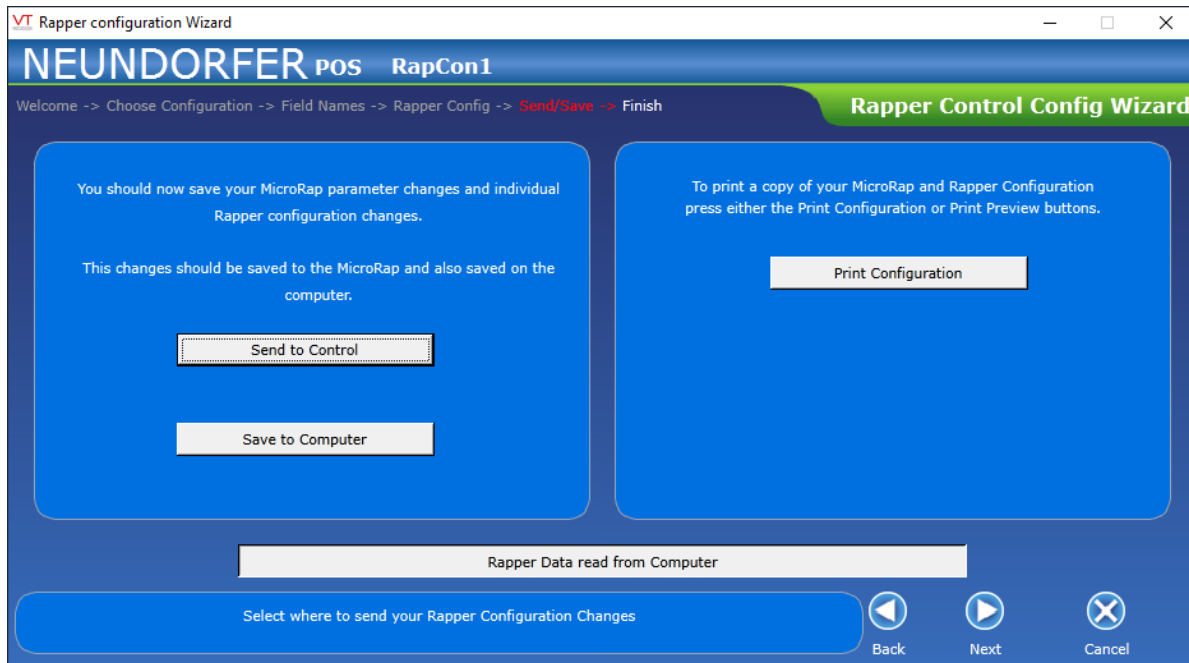 VT Rapper configuration Wizard
NEUNDORFER POS RapCon1
Welcome -> Choose Configuration -> Field Names -> Rapper Config -> Send/Save -> Finish
Rapper Control Config Wizard
You should now save your MicroRap parameter changes and individual
Rapper configuration changes.
This changes should be saved to the MicroRap and also saved on the
computer.
Send to Control
Save to Computer
To print a copy of your MicroRap and Rapper Configuration
press either the Print Configuration or Print Preview buttons.
Print Configuration
Rapper Data read from Computer
Select where to send your Rapper Configuration Changes
Back
Next
Cancel